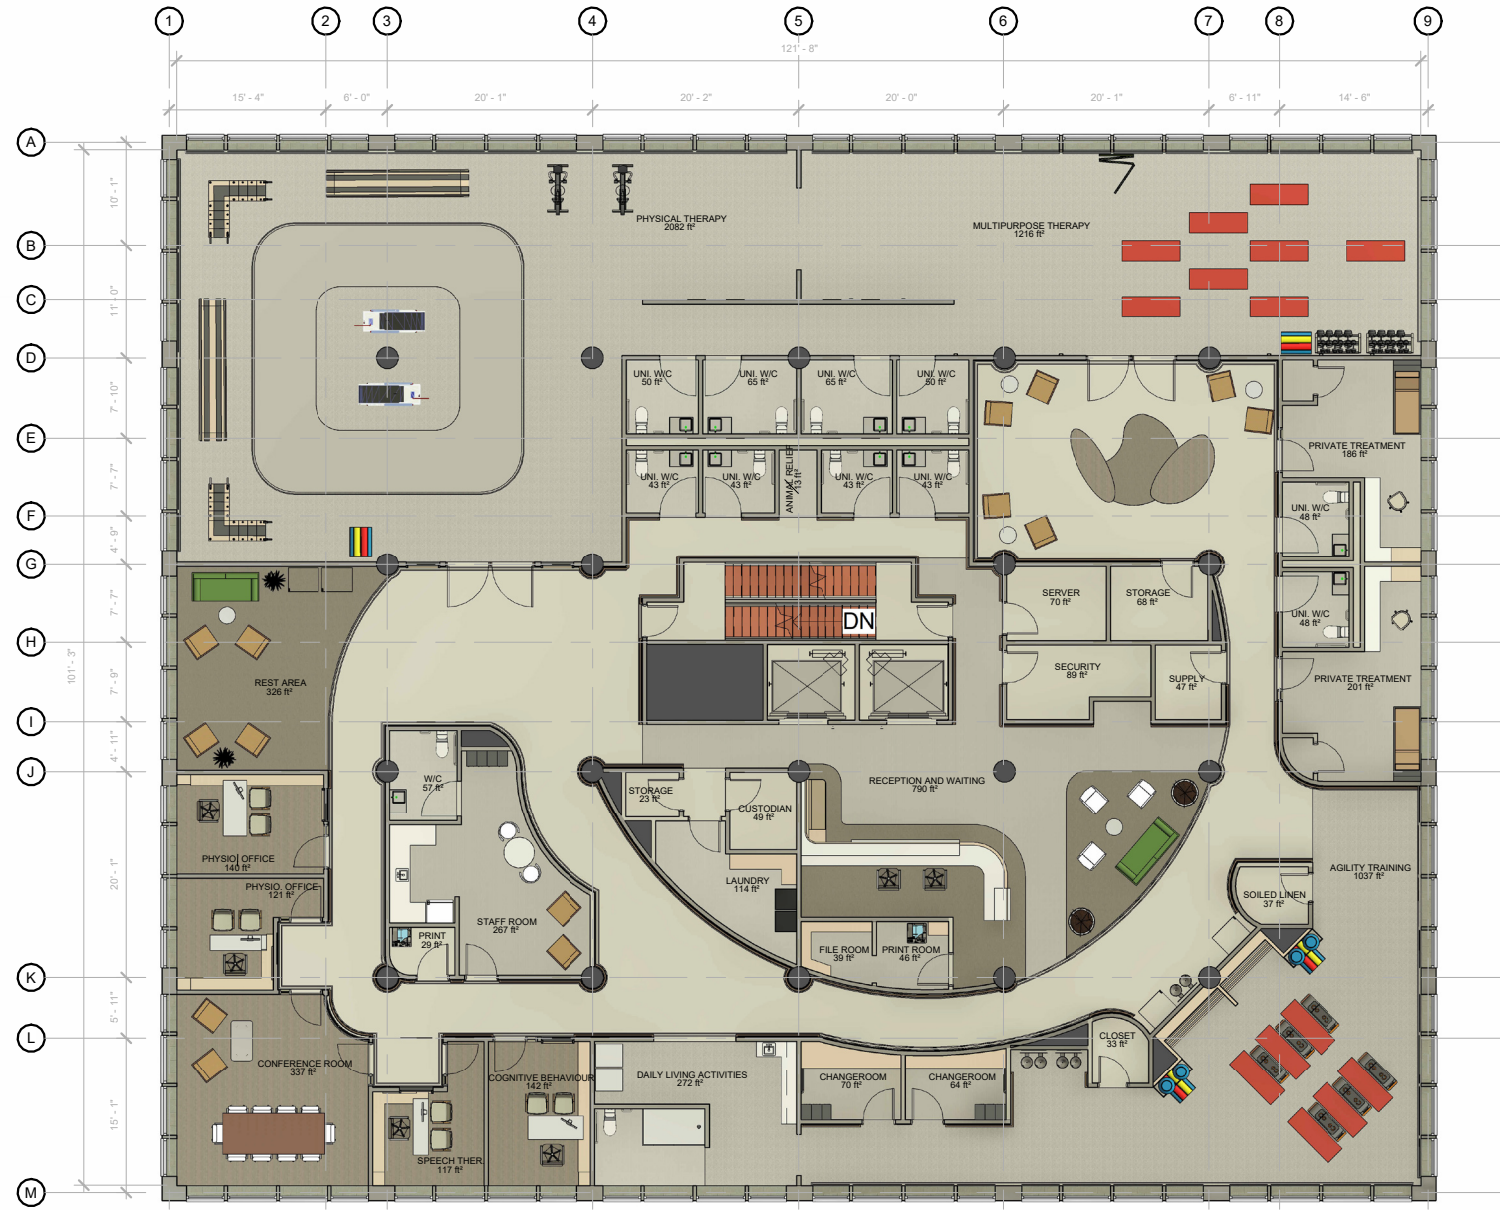 1 2 3 4 5 6 7 8 9
121' - 8"
15' - 4" 6' - 0" 20' - 1" 20' - 2" 20' - 0" 20' - 1" 6' - 11" 14' - 6"
A
B
C
D
E
F
G
H
I
J
K
L
M
101' - 3"
10' - 1"
11' - 0"
7' - 10"
7' - 7"
4' - 9"
7' - 7"
7' - 9"
4' - 11"
20' - 1"
5' - 11"
15' - 1"
PHYSICAL THERAPY
2082 ft²
MULTIPURPOSE THERAPY
1216 ft²
UNI. W/C
50 ft²
UNI. W/C
65 ft²
UNI. W/C
65 ft²
UNI. W/C
50 ft²
UNI. W/C
43 ft²
UNI. W/C
43 ft²
ANIMAL RELIEF
13 ft²
UNI. W/C
43 ft²
UNI. W/C
43 ft²
PRIVATE TREATMENT
186 ft²
UNI. W/C
48 ft²
UNI. W/C
48 ft²
PRIVATE TREATMENT
201 ft²
DN
SERVER
70 ft²
STORAGE
68 ft²
SECURITY
89 ft²
SUPPLY
47 ft²
REST AREA
326 ft²
W/C
57 ft²
STORAGE
23 ft²
CUSTODIAN
49 ft²
RECEPTION AND WAITING
790 ft²
PHYSIO. OFFICE
140 ft²
PHYSIO. OFFICE
121 ft²
LAUNDRY
114 ft²
STAFF ROOM
267 ft²
PRINT
29 ft²
FILE ROOM
39 ft²
PRINT ROOM
46 ft²
AGILITY TRAINING
1037 ft²
SOILED LINEN
37 ft²
CLOSET
33 ft²
CONFERENCE ROOM
337 ft²
COGNITIVE BEHAVIOUR
142 ft²
DAILY LIVING ACTIVITIES
272 ft²
CHANGEROOM
70 ft²
CHANGEROOM
64 ft²
SPEECH THER.
117 ft²